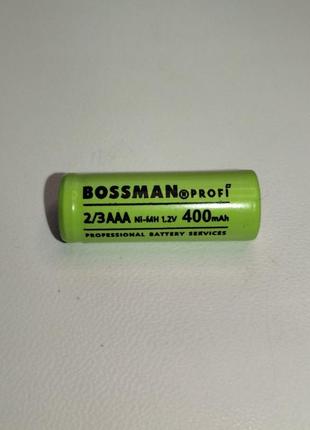 BOSSMAN®PROFi
2/3AAA Ni-MH 1.2V 400mAh
PROFESSIONAL BATTERY SERVICES